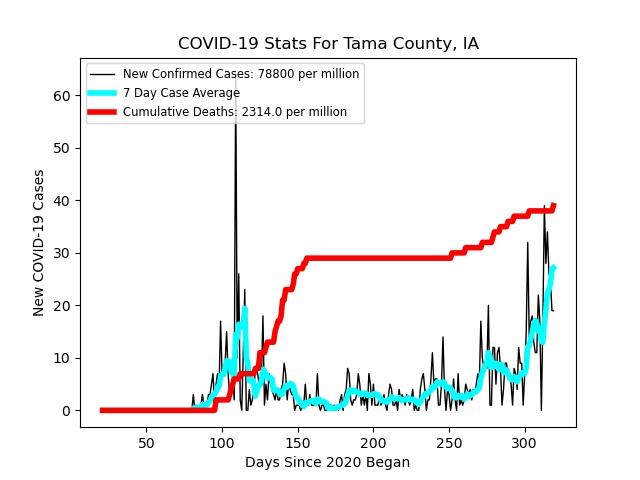 COVID-19 Stats For Tama County, IA
New Confirmed Cases: 78800 per million
7 Day Case Average
Cumulative Deaths: 2314.0 per million
New COVID-19 Cases
60
50
40
30
20
10
0
50
100
150
200
250
300
Days Since 2020 Began